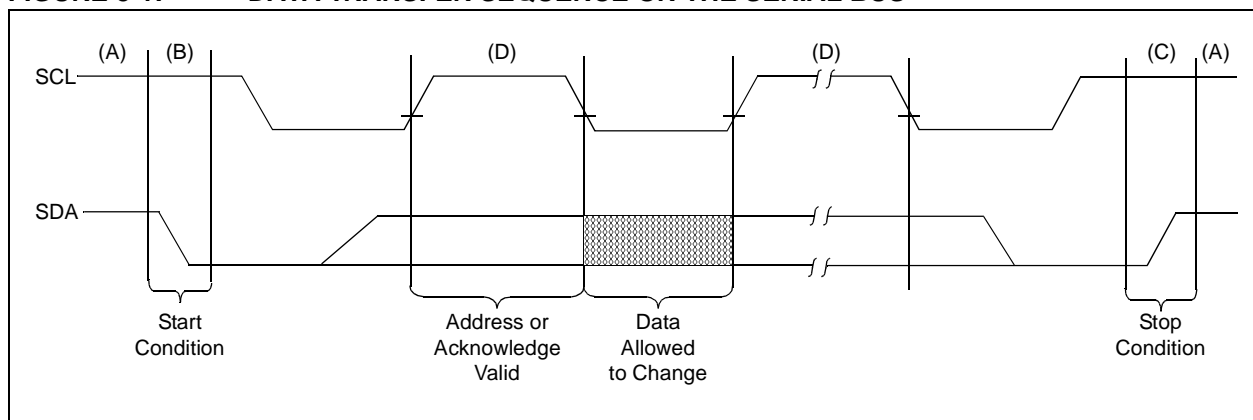 (A) (B) (D) (D) (C) (A)
SCL
SDA
Start
Condition
Address or
Acknowledge
Valid
Data
Allowed
to Change
Stop
Condition